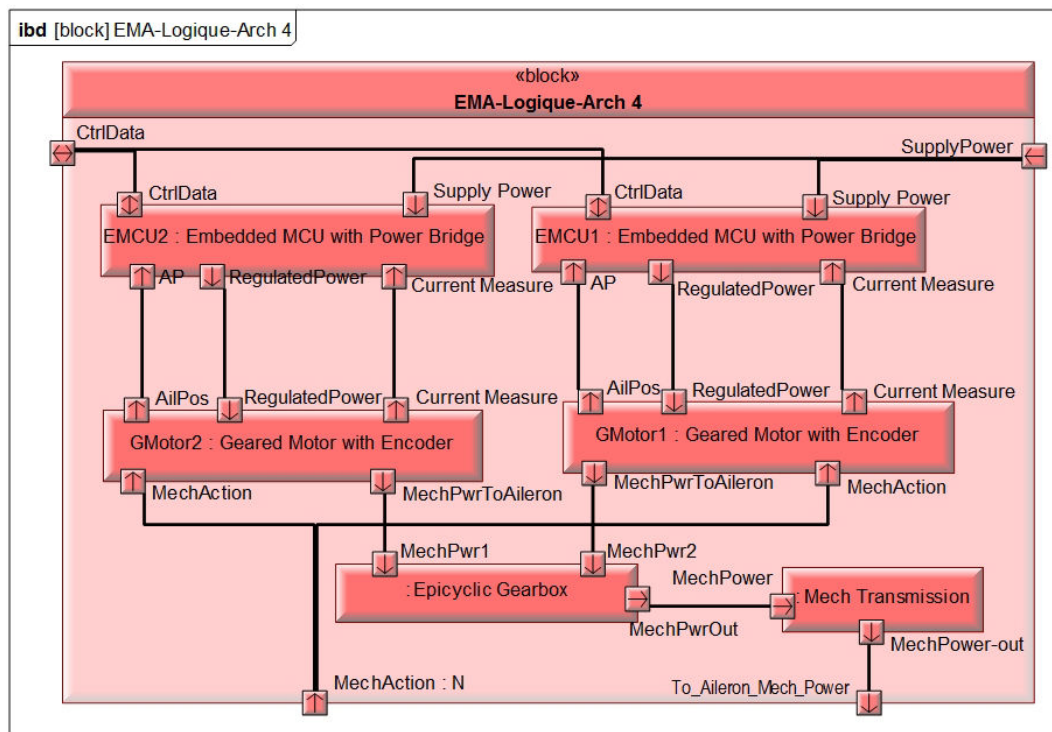 ibd [block] EMA-Logique-Arch 4
«block»
EMA-Logique-Arch 4
CtrlData
SupplyPower
CtrlData
Supply Power
CtrlData
Supply Power
EMCU2 : Embedded MCU with Power Bridge
EMCU1 : Embedded MCU with Power Bridge
AP
RegulatedPower
Current Measure
AP
RegulatedPower
Current Measure
AilPos
RegulatedPower
Current Measure
AilPos
RegulatedPower
Current Measure
GMotor2 : Geared Motor with Encoder
GMotor1 : Geared Motor with Encoder
MechAction
MechPwrToAileron
MechPwrToAileron
MechAction
MechPwr1
MechPwr2
: Epicyclic Gearbox
MechPower
: Mech Transmission
MechPwrOut
MechPower-out
MechAction : N
To_Aileron_Mech_Power